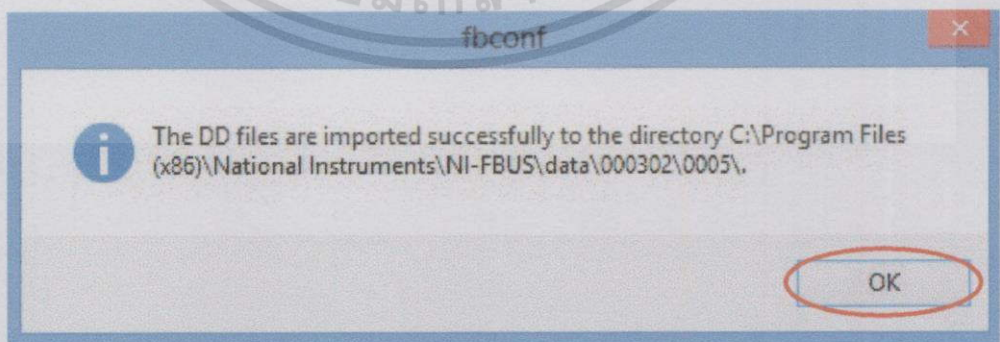 fbconf
The DD files are imported successfully to the directory C:\Program Files
(x86)\National Instruments\NI-FBUS\data\000302\0005\.
OK